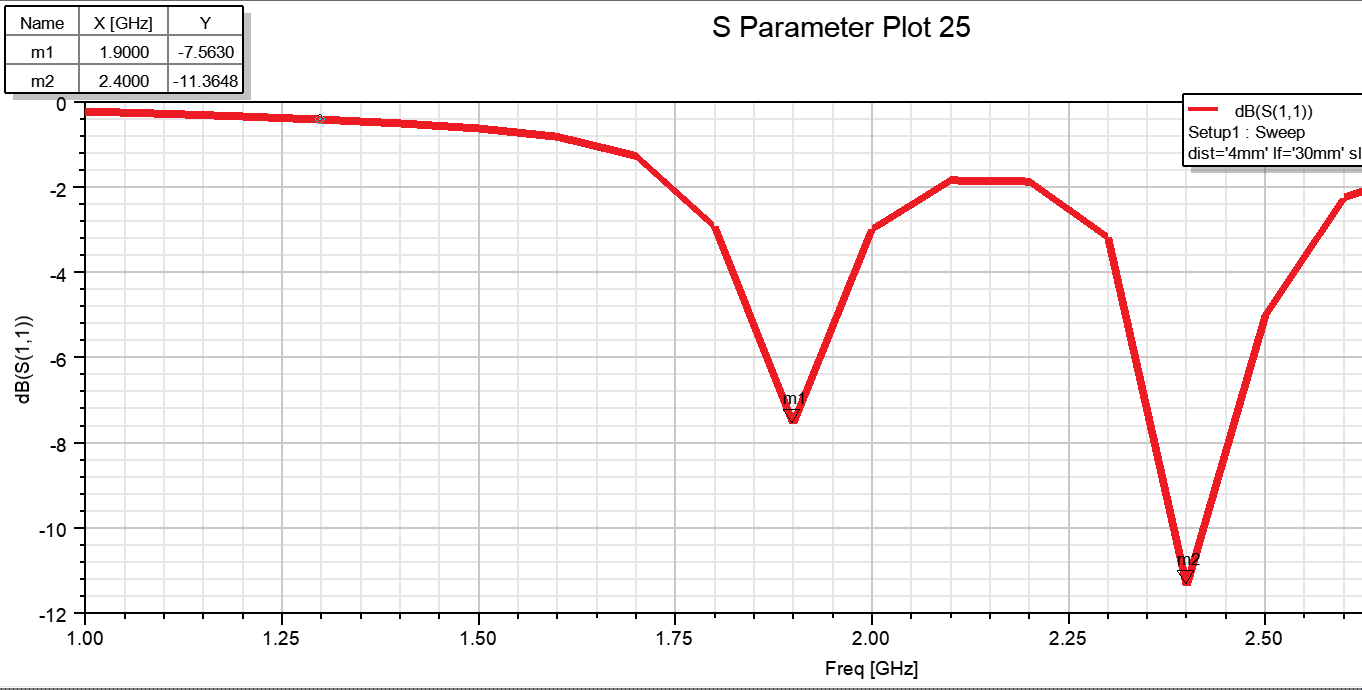 S Parameter Plot 25
Name X [GHz] Y
m1 1.9000 -7.5630
m2 2.4000 -11.3648
dB(S(1,1))
Setup1 : Sweep
dist='4mm' lf='30mm' sl
0
-2
-4
-6
-8
-10
-12
dB(S(1,1))
m1
m2
1.00 1.25 1.50 1.75 2.00 2.25 2.50
Freq [GHz]